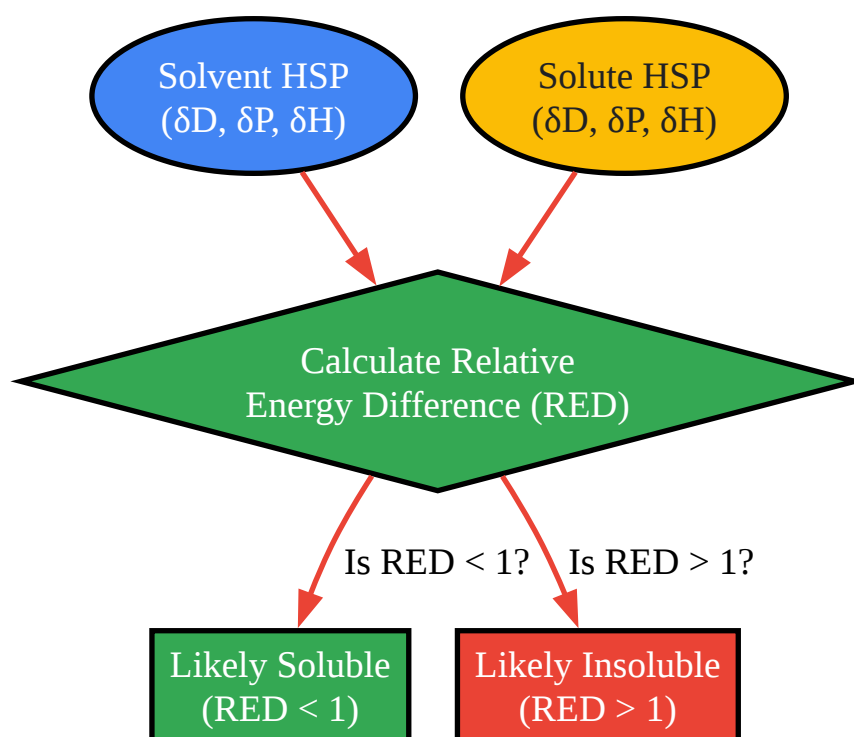 Solvent HSP
(δD, δP, δH)
Solute HSP
(δD, δP, δH)
Calculate Relative
Energy Difference (RED)
Is RED < 1?
Is RED > 1?
Likely Soluble
(RED < 1)
Likely Insoluble
(RED > 1)